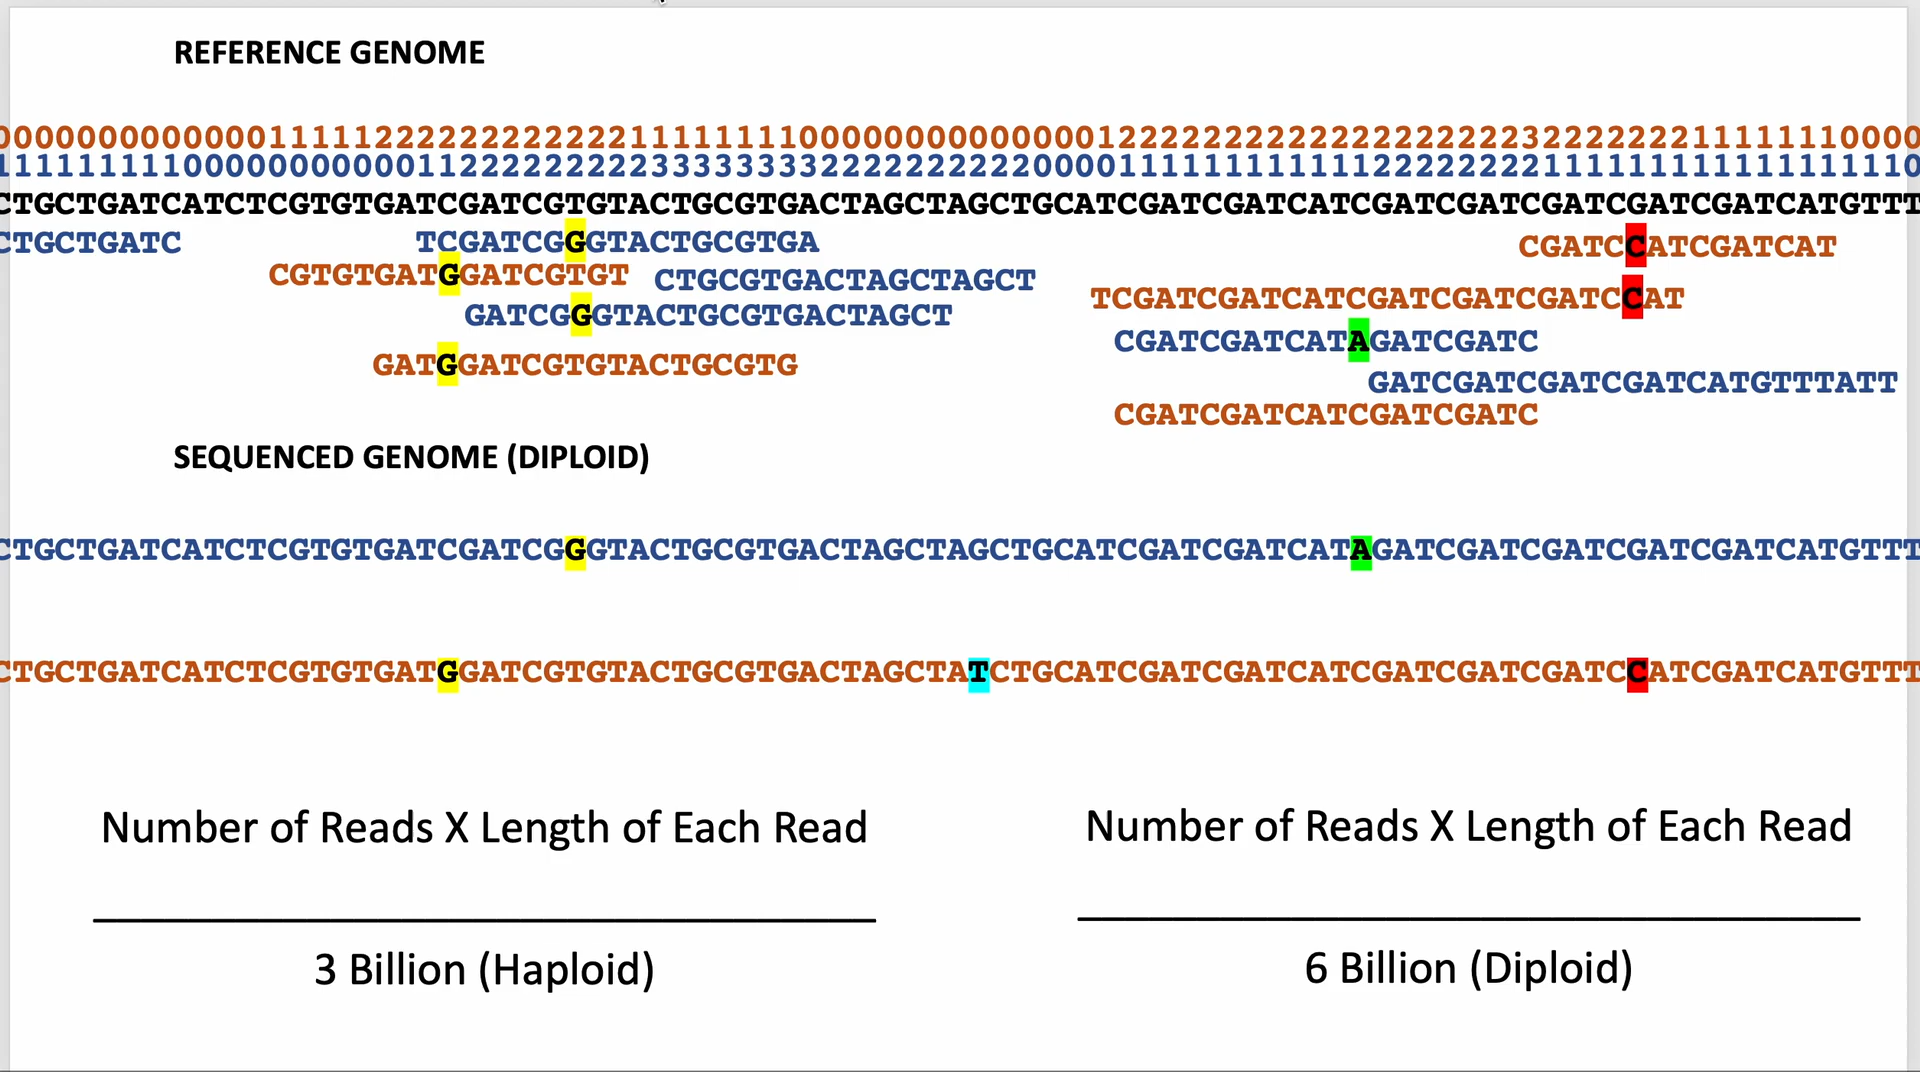 REFERENCE GENOME
0000000000000111112222222222221111111100000000000000122222222222222222223222222211111110000
1111111110000000000011222222222333333332222222222000011111111111122222222111111111111111110
CTGCTGATCATCTCGTGTGATCGATCGTGTACTGCGTGACTAGCTAGCTGCATCGATCGATCATCGATCGATCGATCGATCGATCATGTTT
CTGCTGATC TCGATCGGGTACTGCGTGA CGATCCATCGATCAT
CGTGTGATGGATCGTGT CTGCGTGACTAGCTAGCT
TCGATCGATCATCGATCGATCGATCCAT
GATCGGGTACTGCGTGACTAGCT
CGATCGATCATAGATCGATC
GATGGATCGTGTACTGCGTG
GATCGATCGATCGATCATGTTTATT
CGATCGATCATCGATCGATC
SEQUENCED GENOME (DIPLOID)
CTGCTGATCATCTCGTGTGATCGATCGGGTACTGCGTGACTAGCTAGCTGCATCGATCGATCATAGATCGATCGATCGATCGATCATGTTT
CTGCTGATCATCTCGTGTGATGGATCGTGTACTGCGTGACTAGCTATCTGCATCGATCGATCATCGATCGATCGATCCATCGATCATGTTT
Number of Reads X Length of Each Read
3 Billion (Haploid)
Number of Reads X Length of Each Read
6 Billion (Diploid)